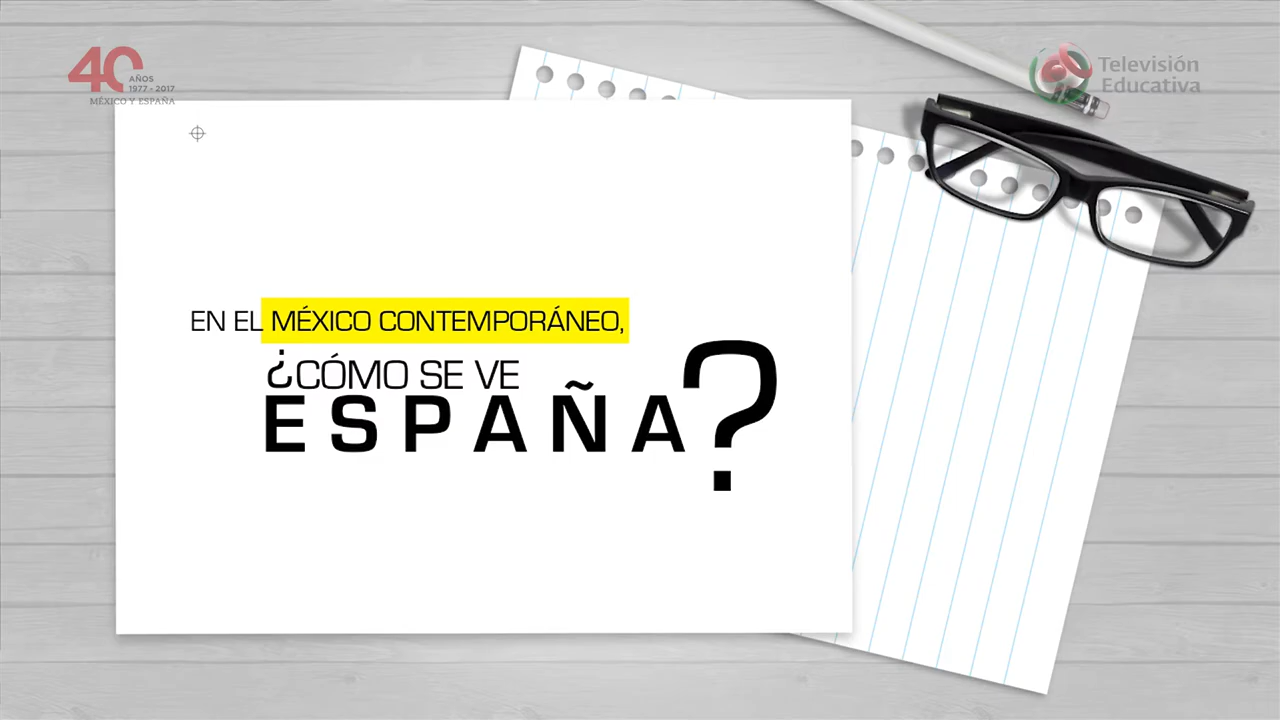 40
AÑOS
1977 - 2017
MÉXICO Y ESPAÑA
Televisión
Educativa
EN EL MÉXICO CONTEMPORÁNEO,
¿CÓMO SE VE
ESPAÑA?